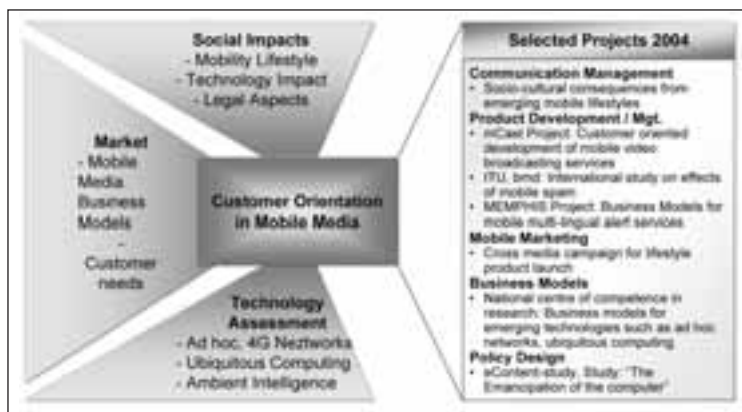 Social Impacts
- Mobility Lifestyle
- Technology Impact
- Legal Aspects
Market
- Mobile
Media
Business
Models
-
Customer
needs
Customer Orientation
in Mobile Media
Technology
Assessment
- Ad hoc, 4G Neztworks
- Ubiquitous Computing
- Ambient Intelligence
Selected Projects 2004
Communication Management
• Socio-cultural consequences from
emerging mobile lifestyles
Product Development / Mgt.
• mCast Project: Customer oriented
development of mobile video
broadcasting services
• ITU, bmd: International study on effects
of mobile spam
• MEMPHIS Project: Business Models for
mobile multi-lingual alert services
Mobile Marketing
• Cross media campaign for lifestyle
product launch
Business Models
• National centre of competence in
research: Business models for
emerging technologies such as ad hoc
networks, ubiquitous computing
Policy Design
• eContent-study, Study: "The
Emancipation of the computer"